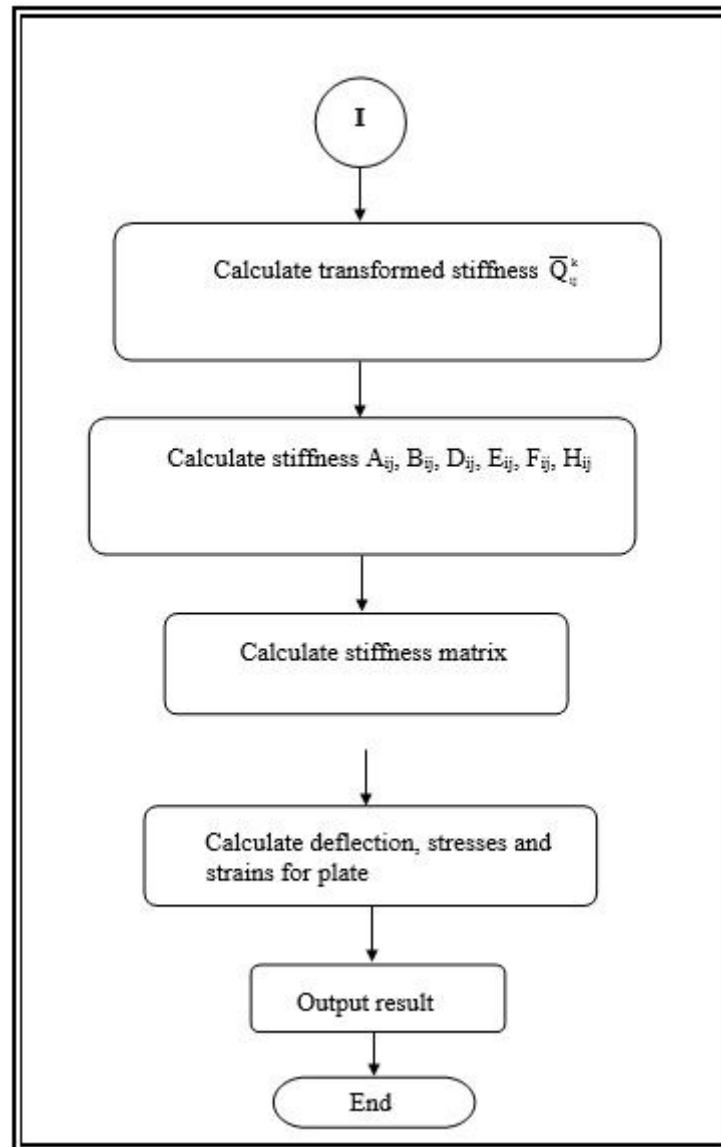 I
Calculate transformed stiffness Q̅ᵏᵢⱼ
Calculate stiffness Aᵢⱼ, Bᵢⱼ, Dᵢⱼ, Eᵢⱼ, Fᵢⱼ, Hᵢⱼ
Calculate stiffness matrix
Calculate deflection, stresses and
strains for plate
Output result
End